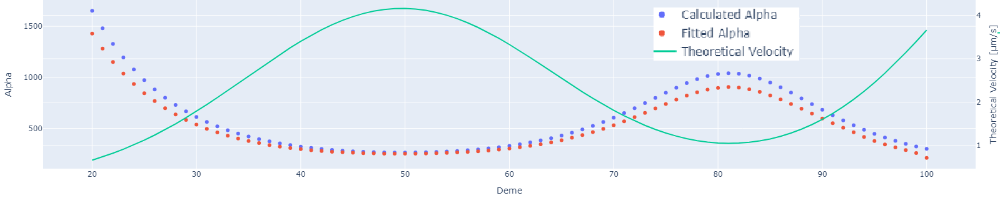 Calculated Alpha
Fitted Alpha
Theoretical Velocity
Alpha
1500
1000
500
4
3
2
1
Theoretical Velocity [µm/s]
20 30 40 50 60 70 80 90 100
Deme